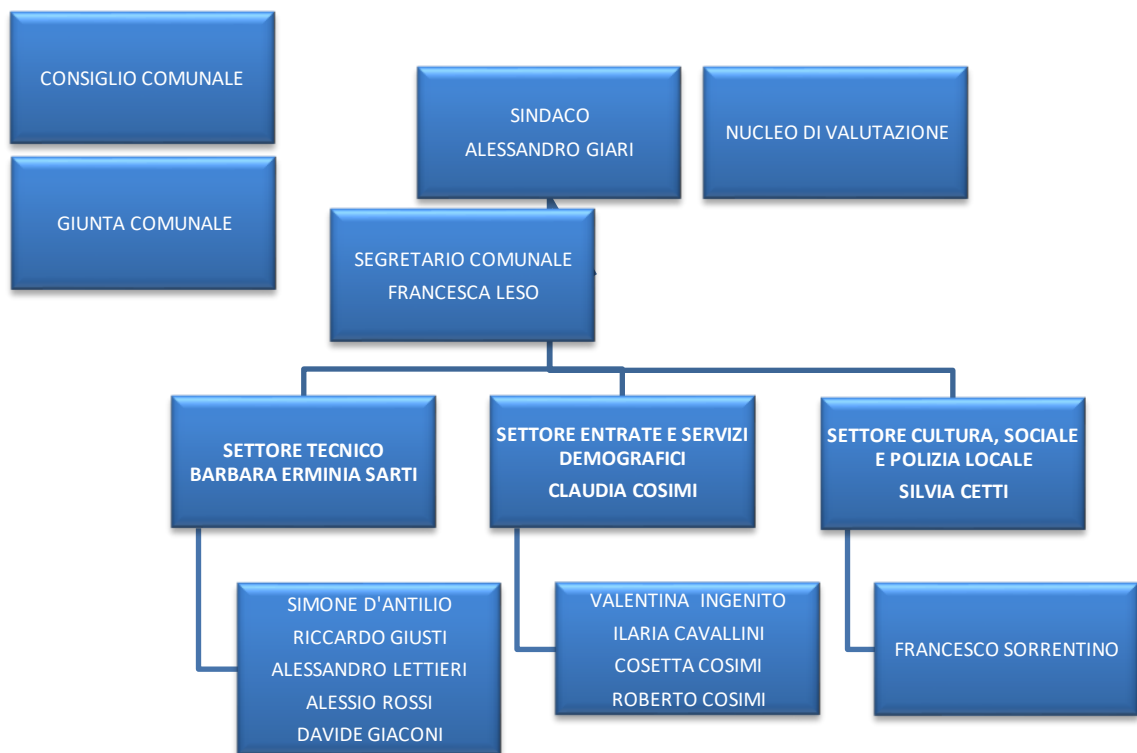 CONSIGLIO COMUNALE
GIUNTA COMUNALE
SINDACO
ALESSANDRO GIARI
NUCLEO DI VALUTAZIONE
SEGRETARIO COMUNALE
FRANCESCA LESO
SETTORE TECNICO
BARBARA ERMINIA SARTI
SETTORE ENTRATE E SERVIZI
DEMOGRAFICI
CLAUDIA COSIMI
SETTORE CULTURA, SOCIALE
E POLIZIA LOCALE
SILVIA CETTI
SIMONE D'ANTILIO
RICCARDO GIUSTI
ALESSANDRO LETTIERI
ALESSIO ROSSI
DAVIDE GIACONI
VALENTINA INGENITO
ILARIA CAVALLINI
COSETTA COSIMI
ROBERTO COSIMI
FRANCESCO SORRENTINO